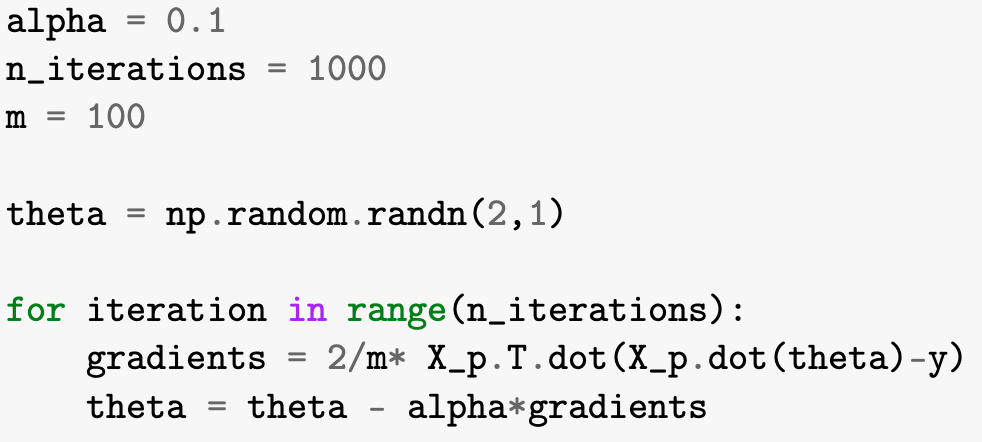 alpha = 0.1
n_iterations = 1000
m = 100
theta = np.random.randn(2,1)
for iteration in range(n_iterations):
    gradients = 2/m* X_p.T.dot(X_p.dot(theta)-y)
    theta = theta - alpha*gradients